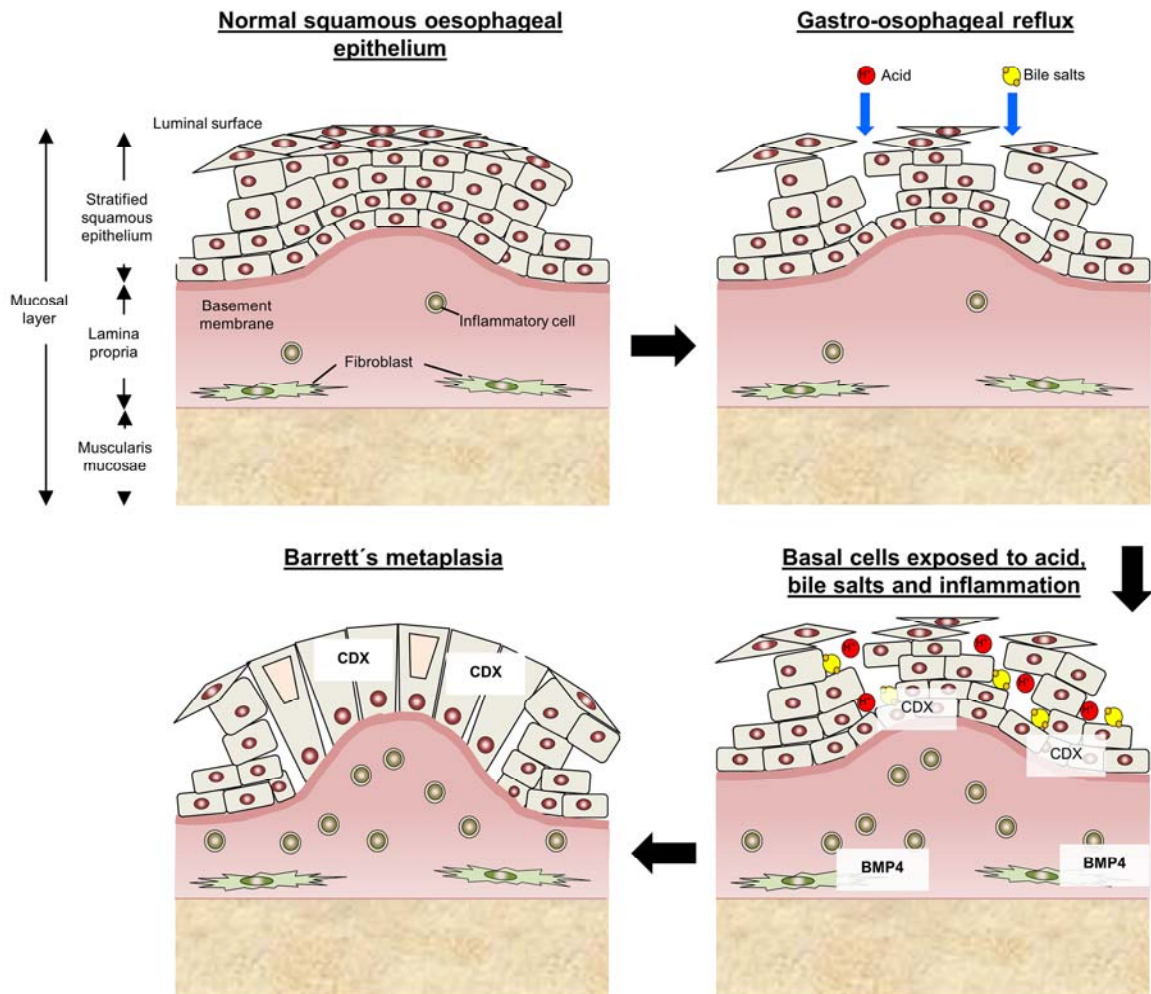 Normal squamous oesophageal
epithelium
Gastro-osophageal reflux
H⁺ Acid
Bile salts
Luminal surface
Stratified
squamous
epithelium
Mucosal
layer
Basement
membrane
Inflammatory cell
Lamina
propria
Fibroblast
Muscularis
mucosae
Barrett´s metaplasia
Basal cells exposed to acid,
bile salts and inflammation
CDX
CDX
H⁺
H⁺
H⁺
H⁺
H⁺
CDX
CDX
BMP4
BMP4